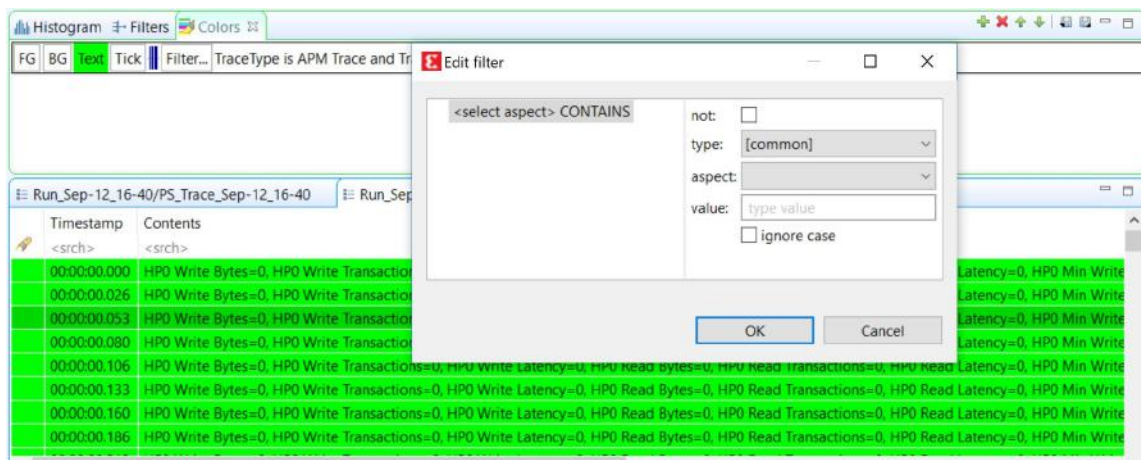 Histogram Filters Colors
FG BG Text Tick Filter... TraceType is APM Trace and Tr
Edit filter
<select aspect> CONTAINS
not:
type: [common]
aspect:
value: type value
ignore case
OK Cancel
Run_Sep-12_16-40/PS_Trace_Sep-12_16-40 Run_Sep
Timestamp Contents
<srch> <srch>
00:00:00.000 HP0 Write Bytes=0, HP0 Write Transaction Latency=0, HP0 Min Write
00:00:00.026 HP0 Write Bytes=0, HP0 Write Transaction Latency=0, HP0 Min Write
00:00:00.053 HP0 Write Bytes=0, HP0 Write Transaction Latency=0, HP0 Min Write
00:00:00.080 HP0 Write Bytes=0, HP0 Write Transaction Latency=0, HP0 Min Write
00:00:00.106 HP0 Write Bytes=0, HP0 Write Transactions=0, HP0 Write Latency=0, HP0 Read Bytes=0, HP0 Read Transactions=0, HP0 Read Latency=0, HP0 Min Write
00:00:00.133 HP0 Write Bytes=0, HP0 Write Transactions=0, HP0 Write Latency=0, HP0 Read Bytes=0, HP0 Read Transactions=0, HP0 Read Latency=0, HP0 Min Write
00:00:00.160 HP0 Write Bytes=0, HP0 Write Transactions=0, HP0 Write Latency=0, HP0 Read Bytes=0, HP0 Read Transactions=0, HP0 Read Latency=0, HP0 Min Write
00:00:00.186 HP0 Write Bytes=0, HP0 Write Transactions=0, HP0 Write Latency=0, HP0 Read Bytes=0, HP0 Read Transactions=0, HP0 Read Latency=0, HP0 Min Write